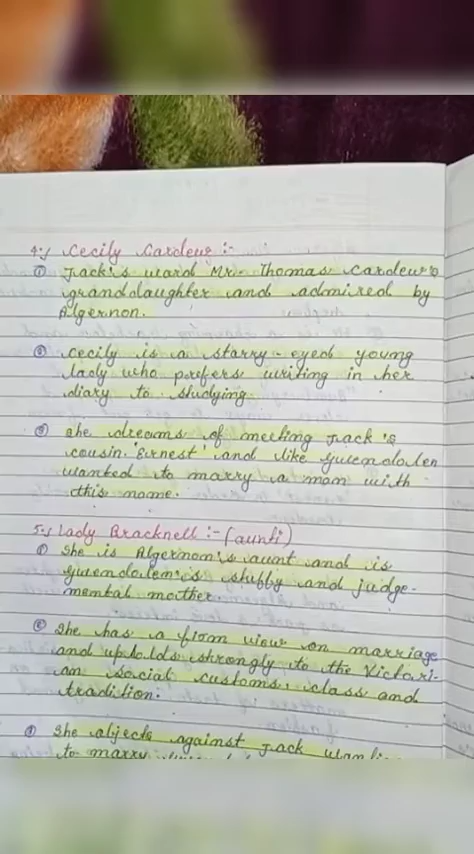 4.) Cecily Cardew :-
① Jack's ward Mr. Thomas Cardew's
granddaughter and admired by
Algernon.
② Cecily is a starry-eyed young
lady who prefers writing in her
diary to studying
③ She dreams of meeting Jack's
cousin 'Ernest' and like Gwendolen
wanted to marry a man with
this name.
5.) Lady Bracknell :- (aunti)
① She is Algernon's aunt and is
Gwendolen's stubby and judge-
mental mother.
② She has a firm view on marriage
and upholds strongly to the Victori-
an social customs, class and
tradition.
③ She objects against Jack
to marry